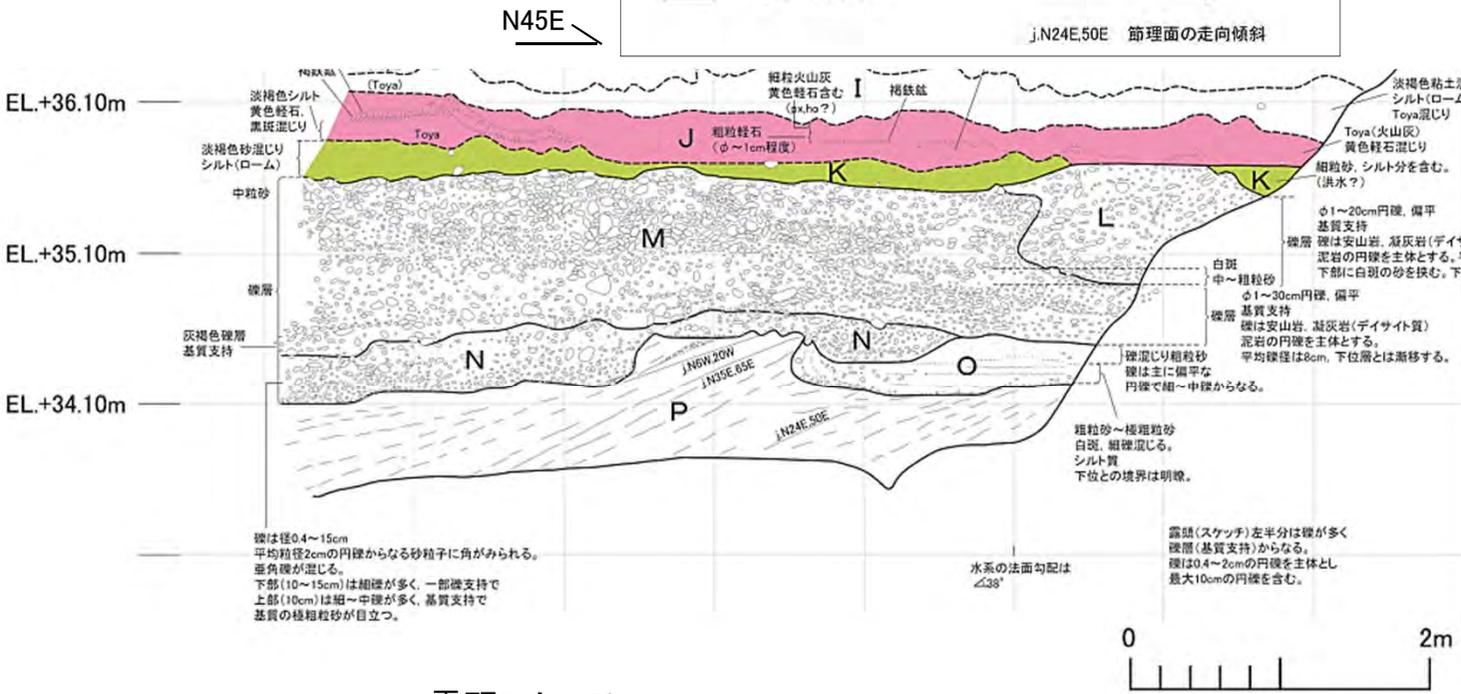 N45E
j.N24E,50E 節理面の走向傾斜
EL.+36.10m
EL.+35.10m
EL.+34.10m
褐鉄鉱
(Toya)
淡褐色シルト
黄色軽石,
黒斑混じり
Toya
淡褐色砂混じり
シルト(ローム)
中粒砂
礫層
灰褐色礫層
基質支持
細粒火山灰
黄色軽石含む
(ox,ho?)
I
褐鉄鉱
J
粗粒軽石
(φ～1cm程度)
K
K
L
M
N
N
O
P
j.N6W,20W
j.N35E,65E
j.N24E,50E
淡褐色粘土
シルト(ローム
Toya混じり
Toya(火山灰)
黄色軽石混じり
細粒砂, シルト分を含む。
(洪水?)
φ1～20cm円礫, 偏平
基質支持
礫層
礫は安山岩, 凝灰岩(デイサ
泥岩の円礫を主体とする。
下部に白斑の砂を挟む。下
白斑
中～粗粒砂
φ1～30cm円礫, 偏平
基質支持
礫層
礫は安山岩, 凝灰岩(デイサイト質)
泥岩の円礫を主体とする。
平均礫径は8cm, 下位層とは漸移する。
礫混じり粗粒砂
礫は主に偏平な
円礫で細～中礫からなる。
粗粒砂～極粗粒砂
白斑, 細礫混じる。
シルト質
下位との境界は明瞭。
礫は径0.4～15cm
平均粒径2cmの円礫からなる砂粒子に角がみられる。
亜角礫が混じる。
下部(10～15cm)は細礫が多く, 一部礫支持で
上部(10cm)は細～中礫が多く, 基質支持で
基質の極粗粒砂が目立つ。
水系の法面勾配は
∠38°
露頭(スケッチ)左半分は礫が多く
礫層(基質支持)からなる。
礫は0.4～2cmの円礫を主体とし
最大10cmの円礫を含む。
0
2m